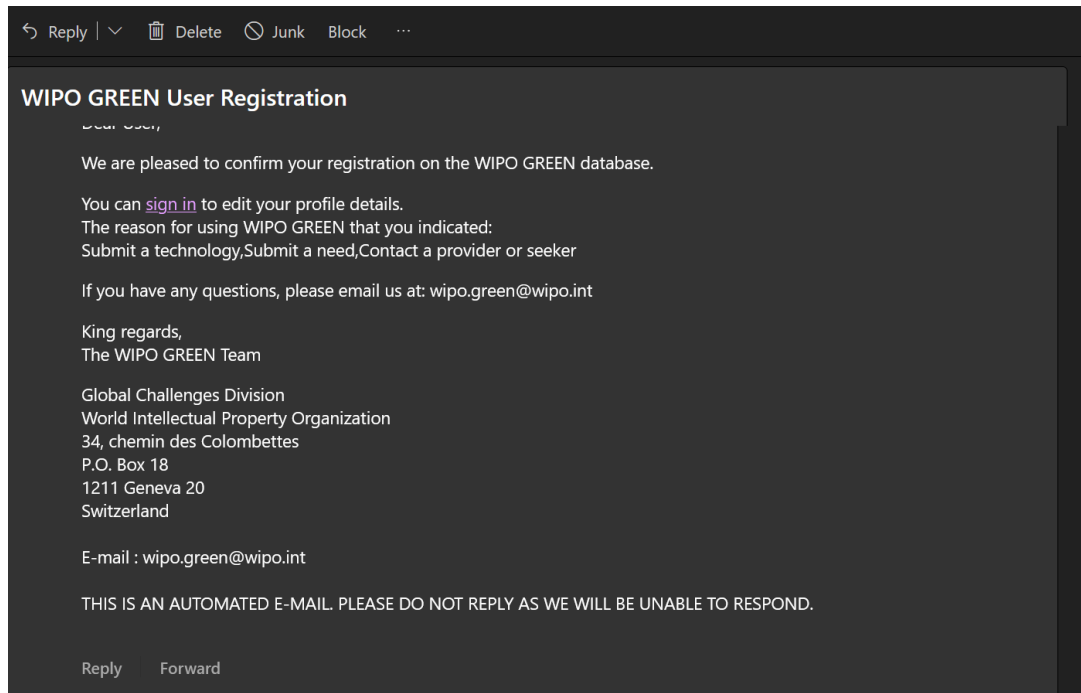 Reply
Delete
Junk
Block
...
WIPO GREEN User Registration
Dear User,
We are pleased to confirm your registration on the WIPO GREEN database.
You can sign in to edit your profile details.
The reason for using WIPO GREEN that you indicated:
Submit a technology,Submit a need,Contact a provider or seeker
If you have any questions, please email us at: wipo.green@wipo.int
King regards,
The WIPO GREEN Team
Global Challenges Division
World Intellectual Property Organization
34, chemin des Colombettes
P.O. Box 18
1211 Geneva 20
Switzerland
E-mail : wipo.green@wipo.int
THIS IS AN AUTOMATED E-MAIL. PLEASE DO NOT REPLY AS WE WILL BE UNABLE TO RESPOND.
Reply Forward